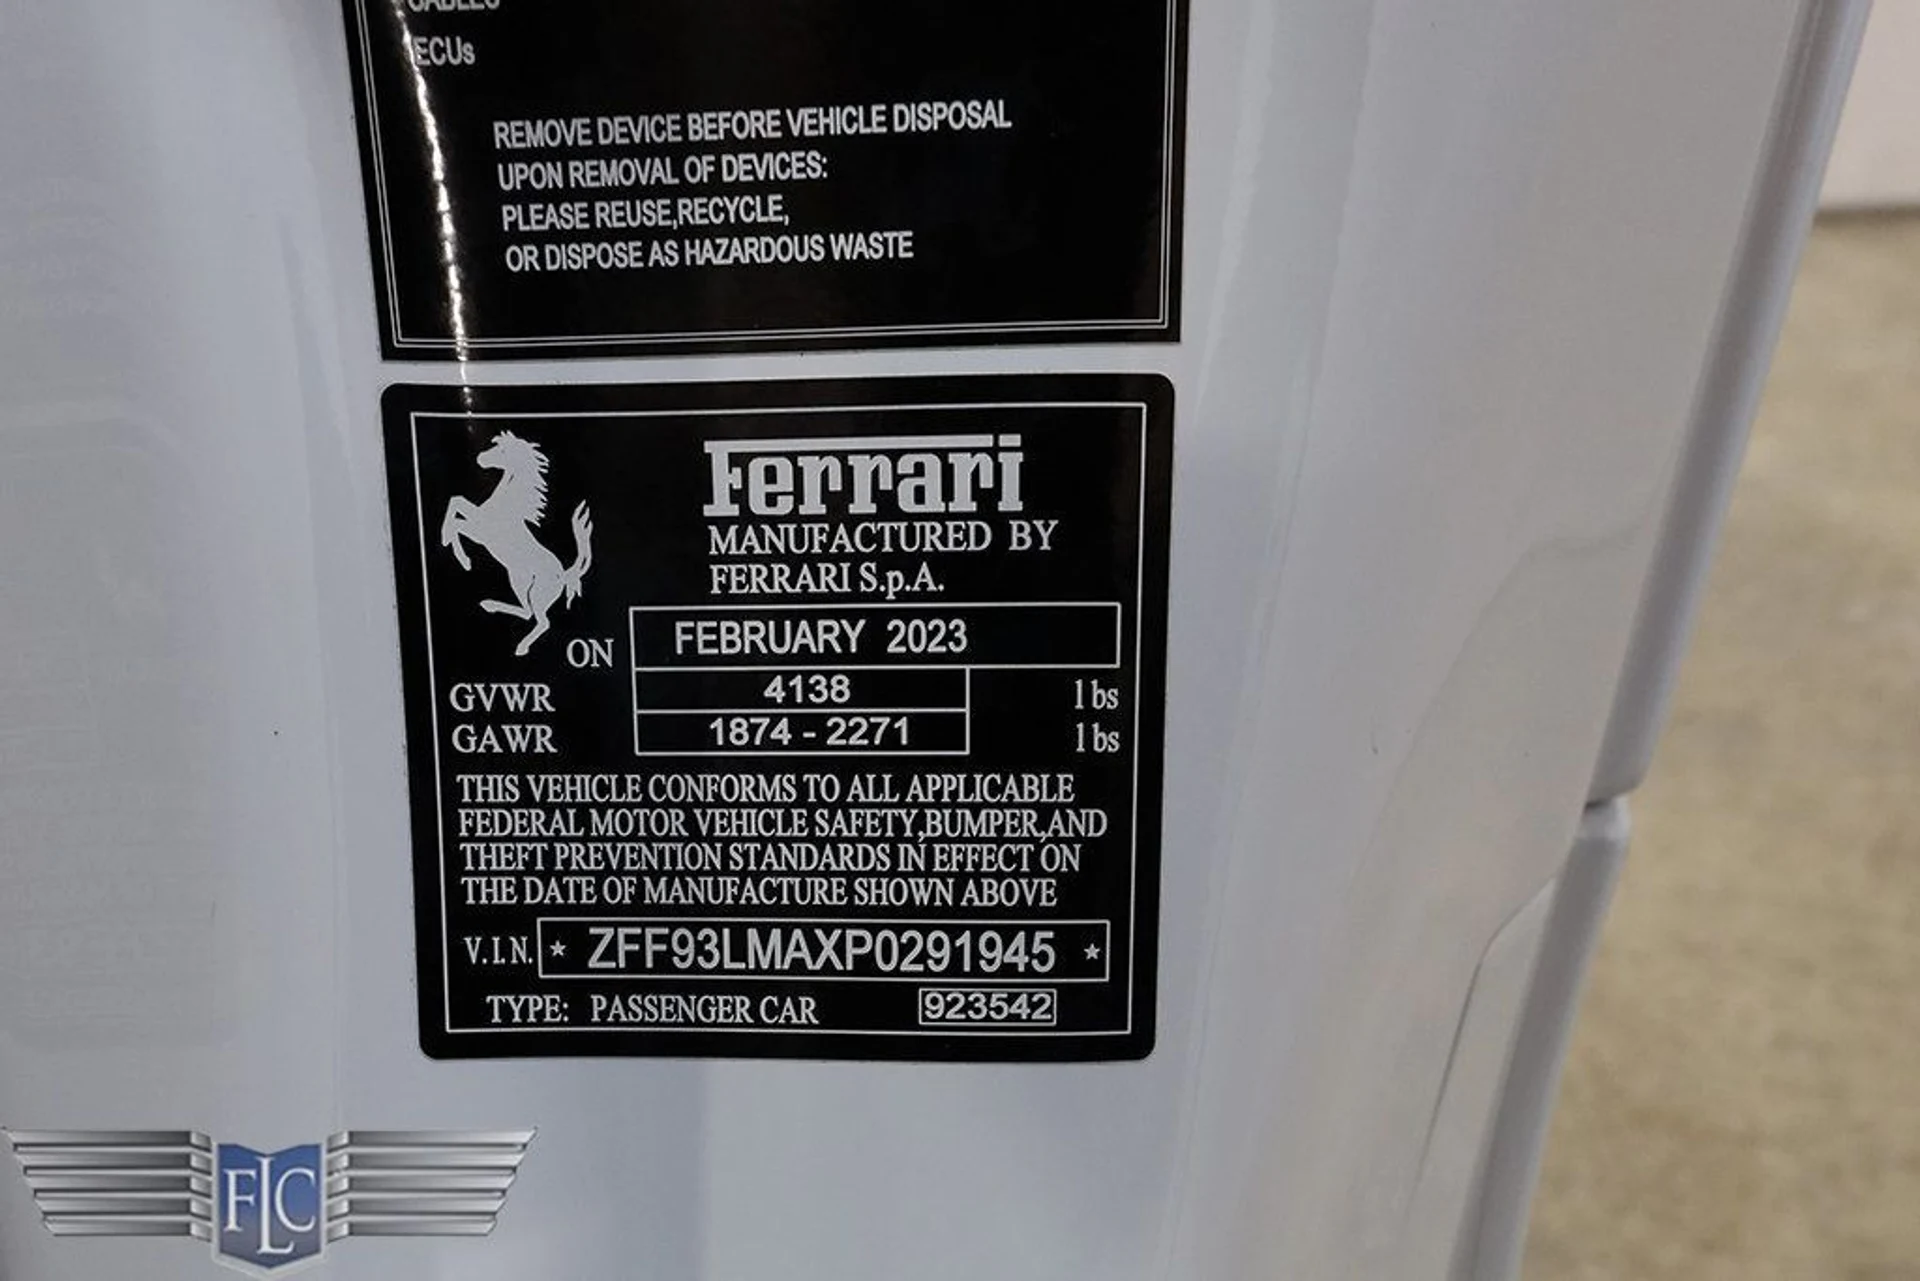 CABLES
ECUs
REMOVE DEVICE BEFORE VEHICLE DISPOSAL
UPON REMOVAL OF DEVICES:
PLEASE REUSE,RECYCLE,
OR DISPOSE AS HAZARDOUS WASTE
Ferrari
MANUFACTURED BY
FERRARI S.p.A.
ON FEBRUARY 2023
GVWR 4138 lbs
GAWR 1874 - 2271 lbs
THIS VEHICLE CONFORMS TO ALL APPLICABLE
FEDERAL MOTOR VEHICLE SAFETY,BUMPER,AND
THEFT PREVENTION STANDARDS IN EFFECT ON
THE DATE OF MANUFACTURE SHOWN ABOVE
V.I.N. * ZFF93LMAXP0291945 *
TYPE: PASSENGER CAR 923542
FLC